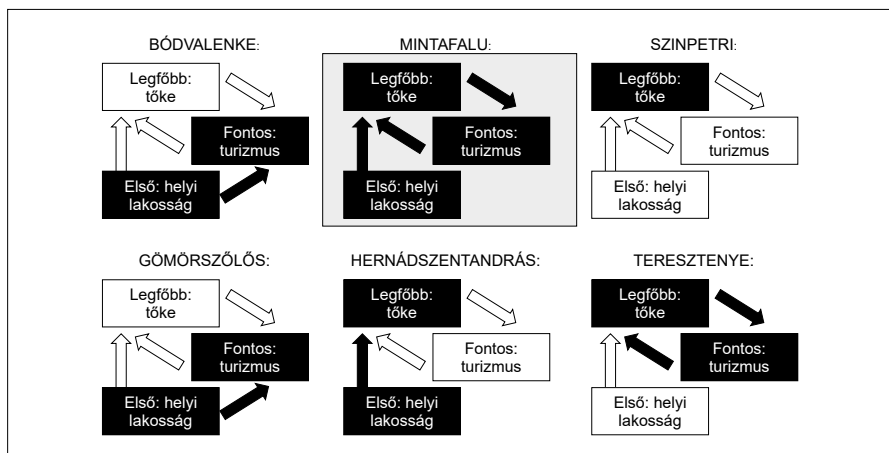 BÓDVALENKE:
Legfőbb:
tőke
Fontos:
turizmus
Első: helyi
lakosság
MINTAFALU:
Legfőbb:
tőke
Fontos:
turizmus
Első: helyi
lakosság
SZINPETRI:
Legfőbb:
tőke
Fontos:
turizmus
Első: helyi
lakosság
GÖMÖRSZŐLŐS:
Legfőbb:
tőke
Fontos:
turizmus
Első: helyi
lakosság
HERNÁDSZENTANDRÁS:
Legfőbb:
tőke
Fontos:
turizmus
Első: helyi
lakosság
TERESZTENYE:
Legfőbb:
tőke
Fontos:
turizmus
Első: helyi
lakosság